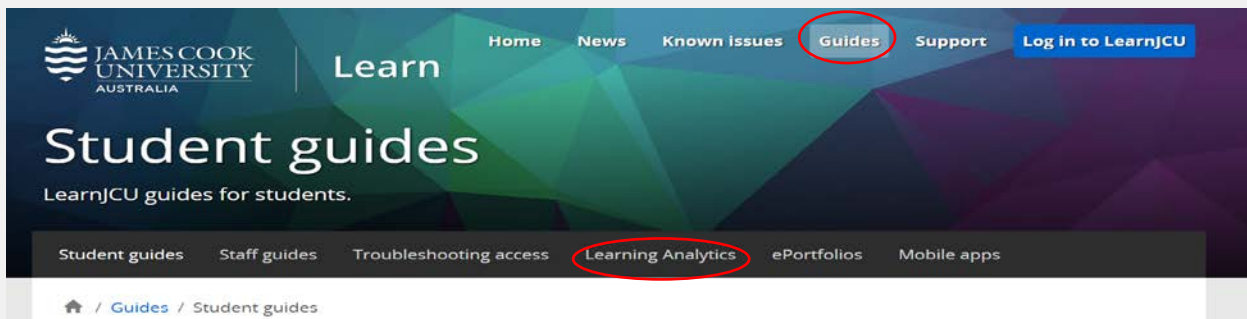 Home News Known issues Guides Support Log in to LearnJCU
JAMES COOK
UNIVERSITY
AUSTRALIA
Learn
Student guides
LearnJCU guides for students.
Student guides Staff guides Troubleshooting access Learning Analytics ePortfolios Mobile apps
/ Guides / Student guides